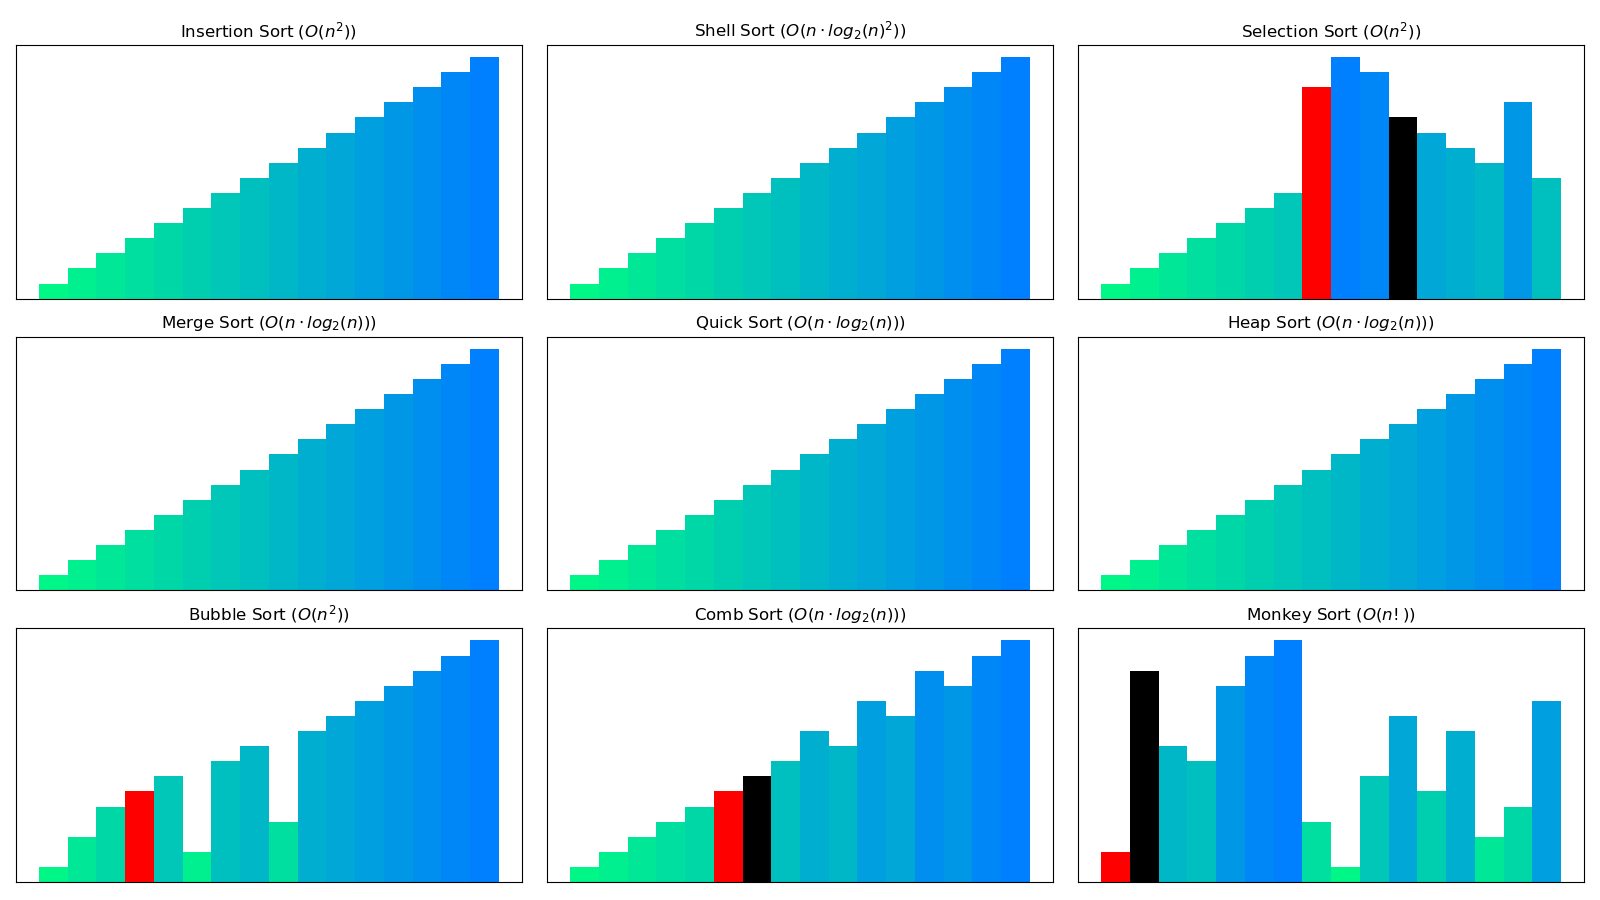 Insertion Sort (O(n²))
Shell Sort (O(n · log₂(n)²))
Selection Sort (O(n²))
Merge Sort (O(n · log₂(n)))
Quick Sort (O(n · log₂(n)))
Heap Sort (O(n · log₂(n)))
Bubble Sort (O(n²))
Comb Sort (O(n · log₂(n)))
Monkey Sort (O(n!))